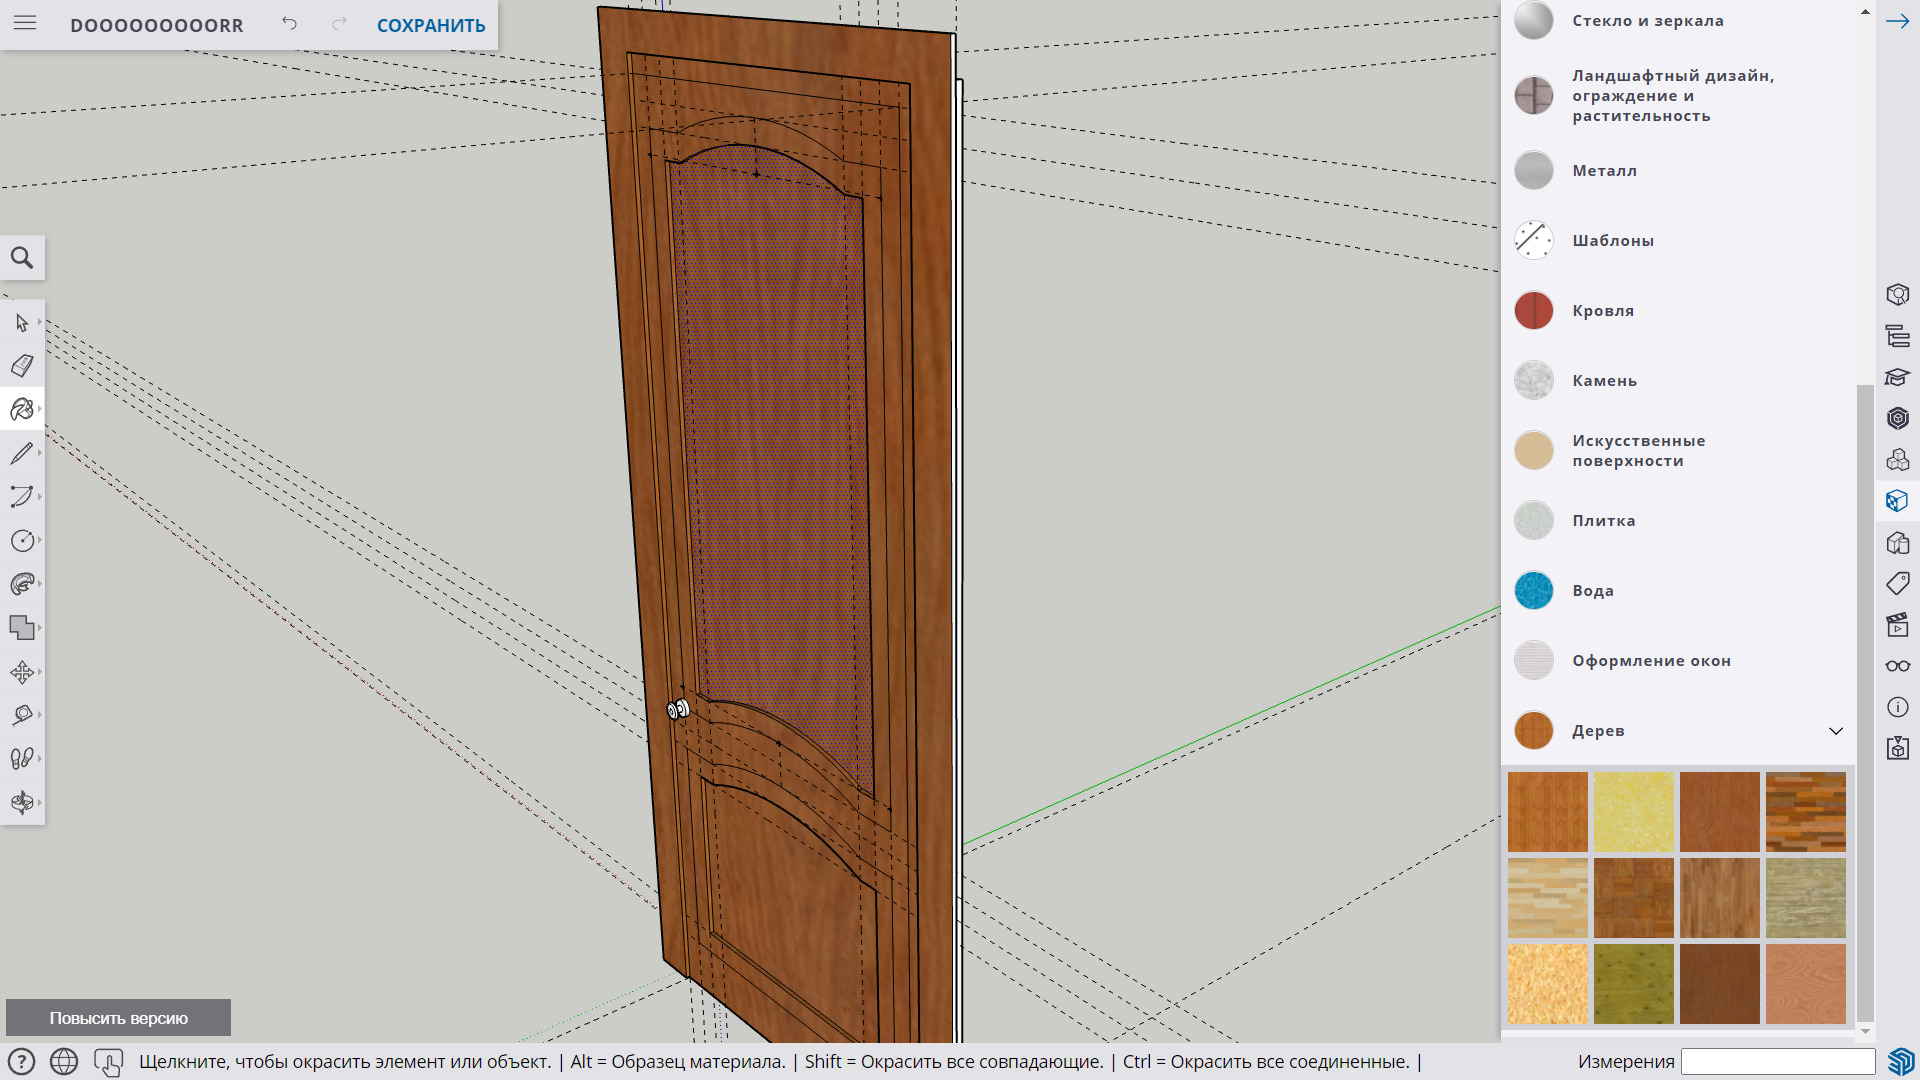 DOOOOOOOOORR
СОХРАНИТЬ
Стекло и зеркала
Ландшафтный дизайн,
ограждение и
растительность
Металл
Шаблоны
Кровля
Камень
Искусственные
поверхности
Плитка
Вода
Оформление окон
Дерев
Повысить версию
Щелкните, чтобы окрасить элемент или объект. | Alt = Образец материала. | Shift = Окрасить все совпадающие. | Ctrl = Окрасить все соединенные. |
Измерения